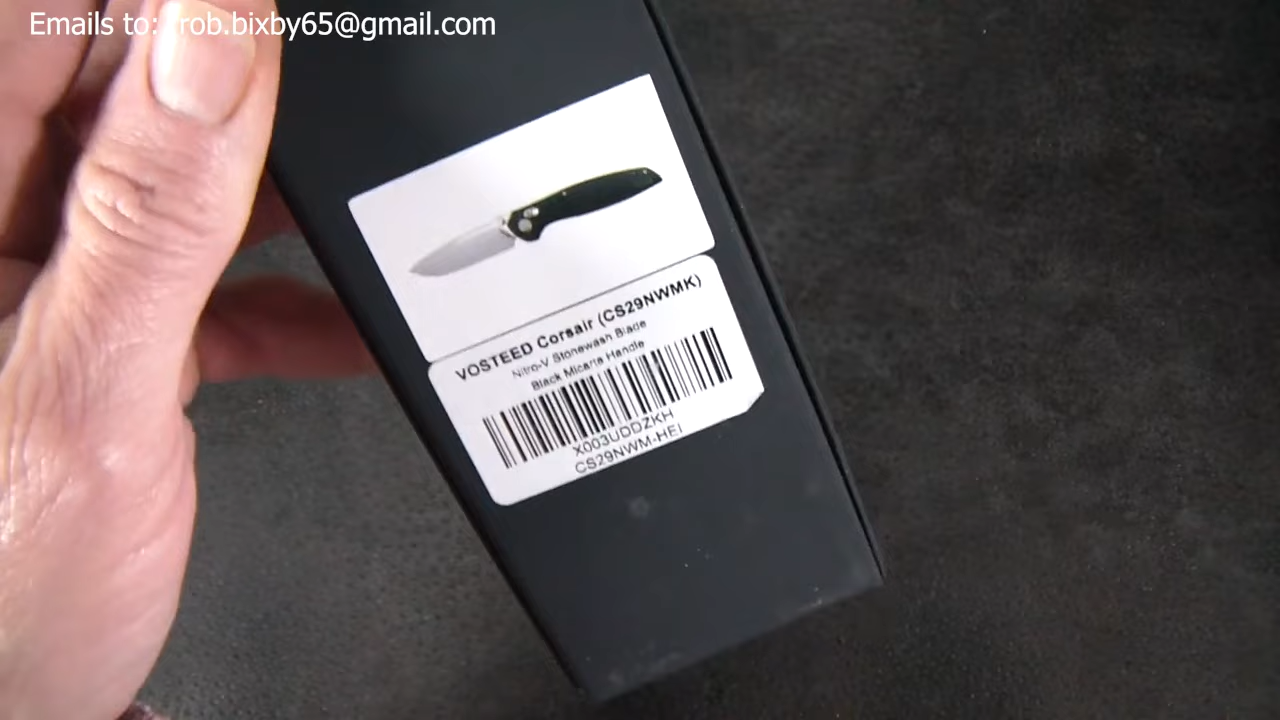 Emails to: rob.bixby65@gmail.com
VOSTEED Corsair (CS29NWMK)
Nitro-V Stonewash Blade
Black Micarta Handle
X003UDDZKH
CS29NWM-HEI